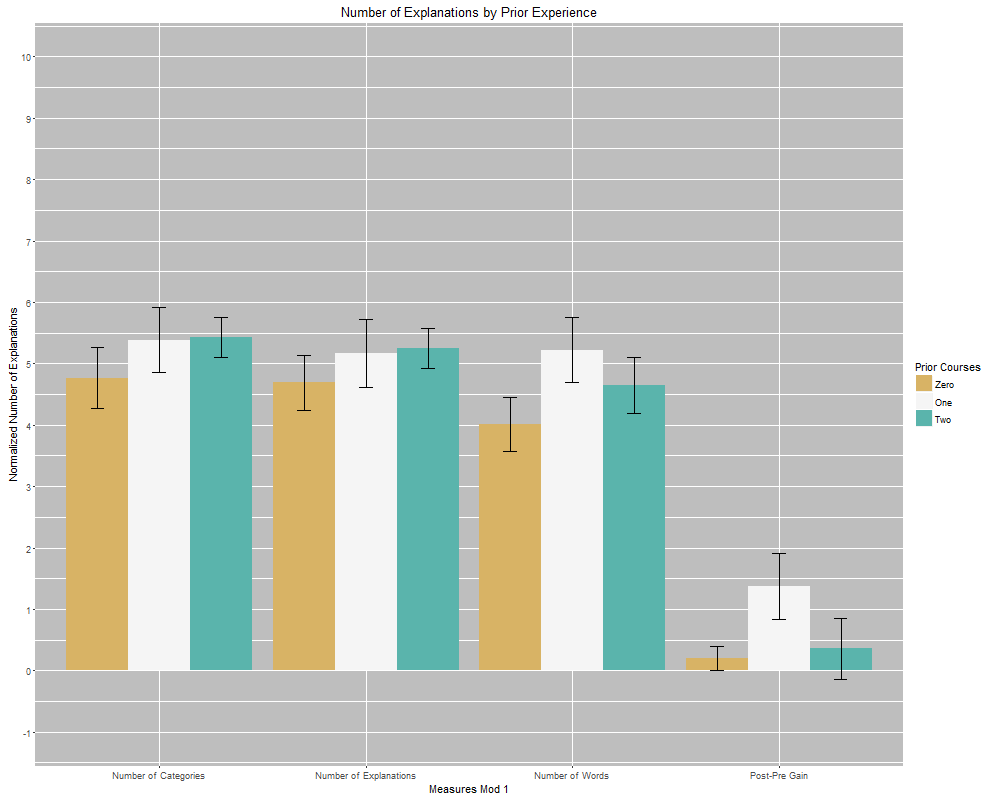 Number of Explanations by Prior Experience
Normalized Number of Explanations
10
9
8
7
6
5
4
3
2
1
0
-1
Number of Categories
Number of Explanations
Number of Words
Post-Pre Gain
Measures Mod 1
Prior Courses
Zero
One
Two